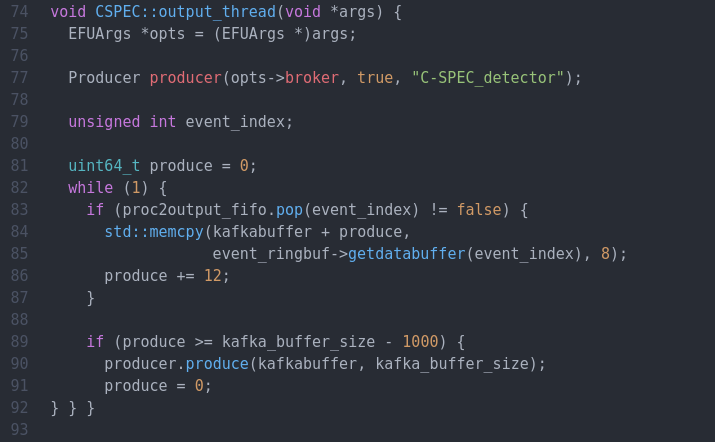 74 void CSPEC::output_thread(void *args) {
75   EFUArgs *opts = (EFUArgs *)args;
76
77   Producer producer(opts->broker, true, "C-SPEC_detector");
78
79   unsigned int event_index;
80
81   uint64_t produce = 0;
82   while (1) {
83     if (proc2output_fifo.pop(event_index) != false) {
84       std::memcpy(kafkabuffer + produce,
85                   event_ringbuf->getdatabuffer(event_index), 8);
86       produce += 12;
87     }
88
89     if (produce >= kafka_buffer_size - 1000) {
90       producer.produce(kafkabuffer, kafka_buffer_size);
91       produce = 0;
92 } } }
93